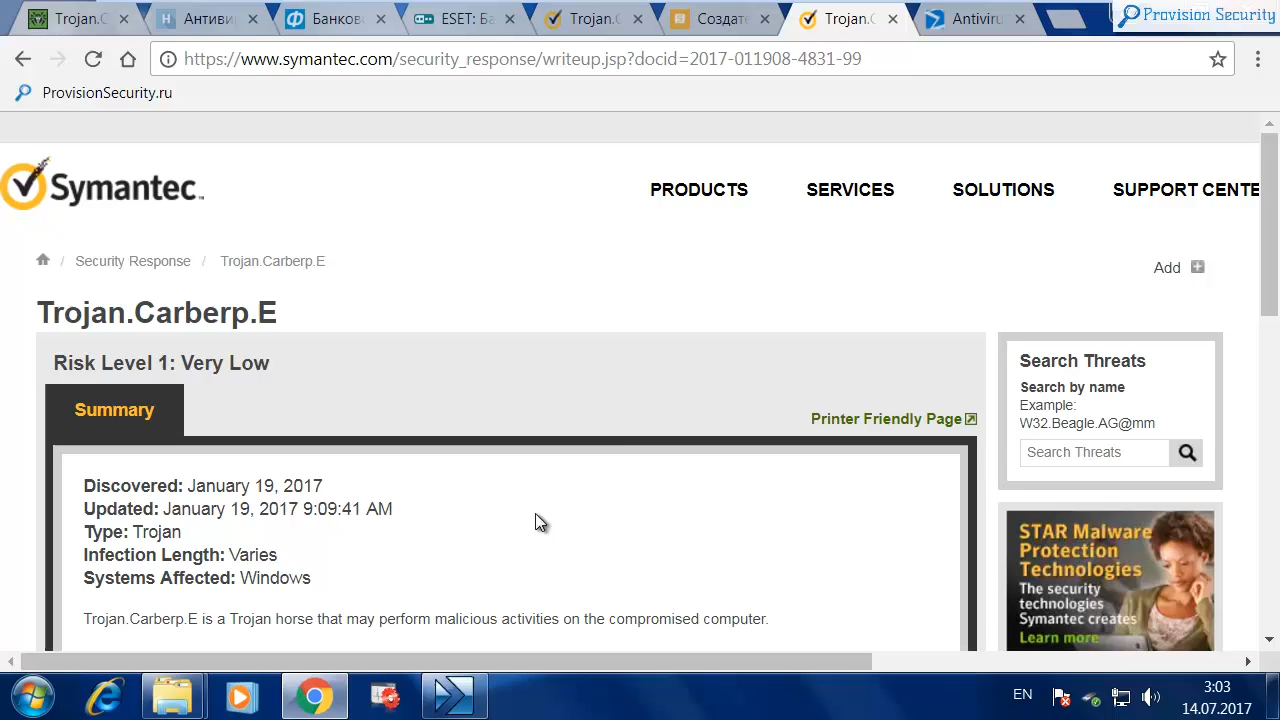 Trojan.C
Антиви
Банков
ESET: Ба
Trojan.C
Создате
Trojan.C
Antiviru
Provision Security
https://www.symantec.com/security_response/writeup.jsp?docid=2017-011908-4831-99
ProvisionSecurity.ru
Symantec.
PRODUCTS SERVICES SOLUTIONS SUPPORT CENTE
/ Security Response / Trojan.Carberp.E
Add
Trojan.Carberp.E
Risk Level 1: Very Low
Summary
Printer Friendly Page
Discovered: January 19, 2017
Updated: January 19, 2017 9:09:41 AM
Type: Trojan
Infection Length: Varies
Systems Affected: Windows
Trojan.Carberp.E is a Trojan horse that may perform malicious activities on the compromised computer.
Search Threats
Search by name
Example:
W32.Beagle.AG@mm
Search Threats
STAR Malware
Protection
Technologies
The security
technologies
Symantec creates
Learn more
EN
3:03
14.07.2017